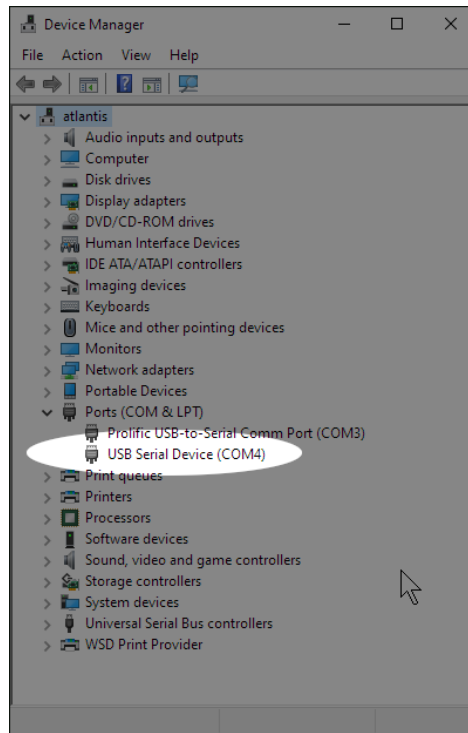 Device Manager
File Action View Help
atlantis
Audio inputs and outputs
Computer
Disk drives
Display adapters
DVD/CD-ROM drives
Human Interface Devices
IDE ATA/ATAPI controllers
Imaging devices
Keyboards
Mice and other pointing devices
Monitors
Network adapters
Portable Devices
Ports (COM & LPT)
Prolific USB-to-Serial Comm Port (COM3)
USB Serial Device (COM4)
Print queues
Printers
Processors
Software devices
Sound, video and game controllers
Storage controllers
System devices
Universal Serial Bus controllers
WSD Print Provider